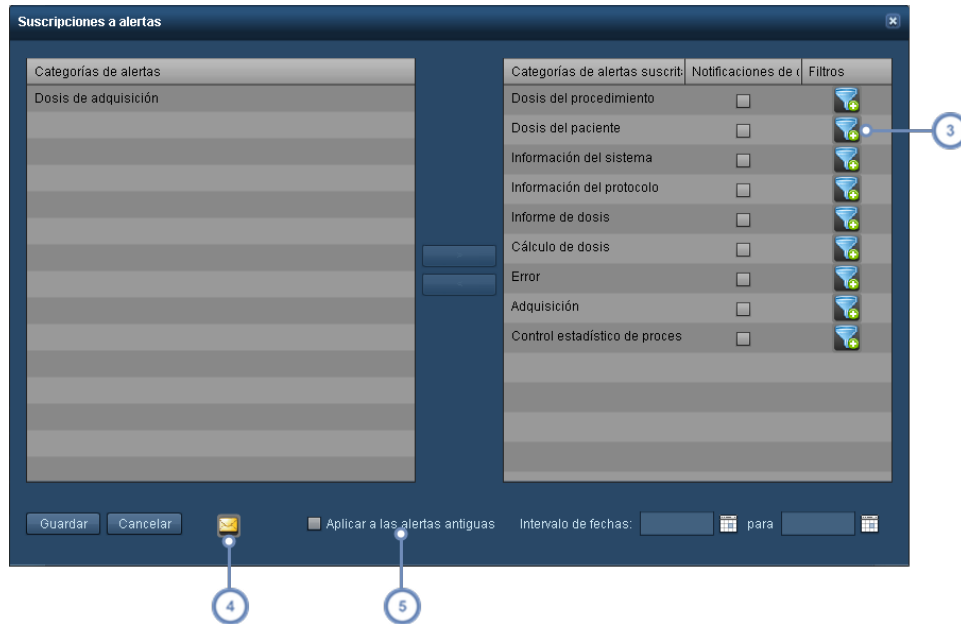 Suscripciones a alertas
Categorías de alertas
Dosis de adquisición
Categorías de alertas suscrit Notificaciones de Filtros
Dosis del procedimiento
Dosis del paciente
3
Información del sistema
Información del protocolo
Informe de dosis
Cálculo de dosis
Error
Adquisición
Control estadístico de proces
Guardar Cancelar Aplicar a las alertas antiguas Intervalo de fechas: para
4 5